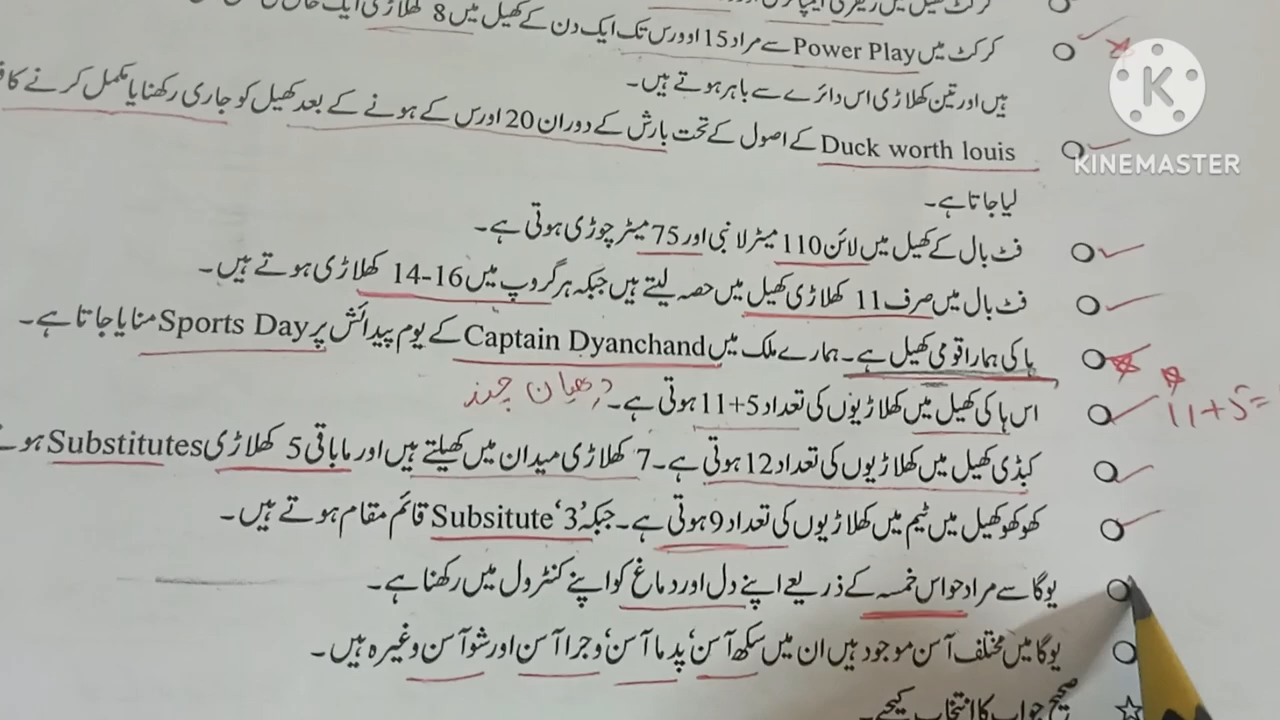 کرکٹ کھیل میں ریفری
کرکٹ میں Power Play سے مراد 15 اوورس تک ایک دن کے کھیل میں 8 کھلاڑی ایک
ہیں اور تین کھلاڑی اس دائرے سے باہر ہوتے ہیں۔
Duck worth louis کے اصول کے تحت بارش کے دوران 20 اورس کے ہونے کے بعد کھیل کو جاری رکھنا یا مکمل کرنے کا
لیا جاتا ہے۔
فٹ بال کے کھیل میں لائن 110 میٹر لانبی اور 75 میٹر چوڑی ہوتی ہے۔
فٹ بال میں صرف 11 کھلاڑی کھیل میں حصہ لیتے ہیں جبکہ ہر گروپ میں 16-14 کھلاڑی ہوتے ہیں۔
ہاکی ہمارا قومی کھیل ہے۔ ہمارے ملک میں Captain Dyanchand کے یوم پیدائش پر Sports Day منایا جاتا ہے۔
اس ہاکی کھیل میں کھلاڑیوں کی تعداد 5+11 ہوتی ہے۔ دھیان چند
11+5=
کبڈی کھیل میں کھلاڑیوں کی تعداد 12 ہوتی ہے۔ 7 کھلاڑی میدان میں کھیلتے ہیں اور ماباقی 5 کھلاڑی Substitutes
کھوکھو کھیل میں ٹیم میں کھلاڑیوں کی تعداد 9 ہوتی ہے۔ جبکہ '3' Subsitute قائم مقام ہوتے ہیں۔
یوگا سے مراد حواس خمسہ کے ذریعے اپنے دل اور دماغ کو اپنے کنٹرول میں رکھنا ہے۔
یوگا میں مختلف آسن موجود ہیں ان میں سکھ آسن' پدما آسن' وجرا آسن اور شو آسن وغیرہ ہیں۔
صحیح جواب کا انتخاب کیجیے۔
K
KINEMASTER